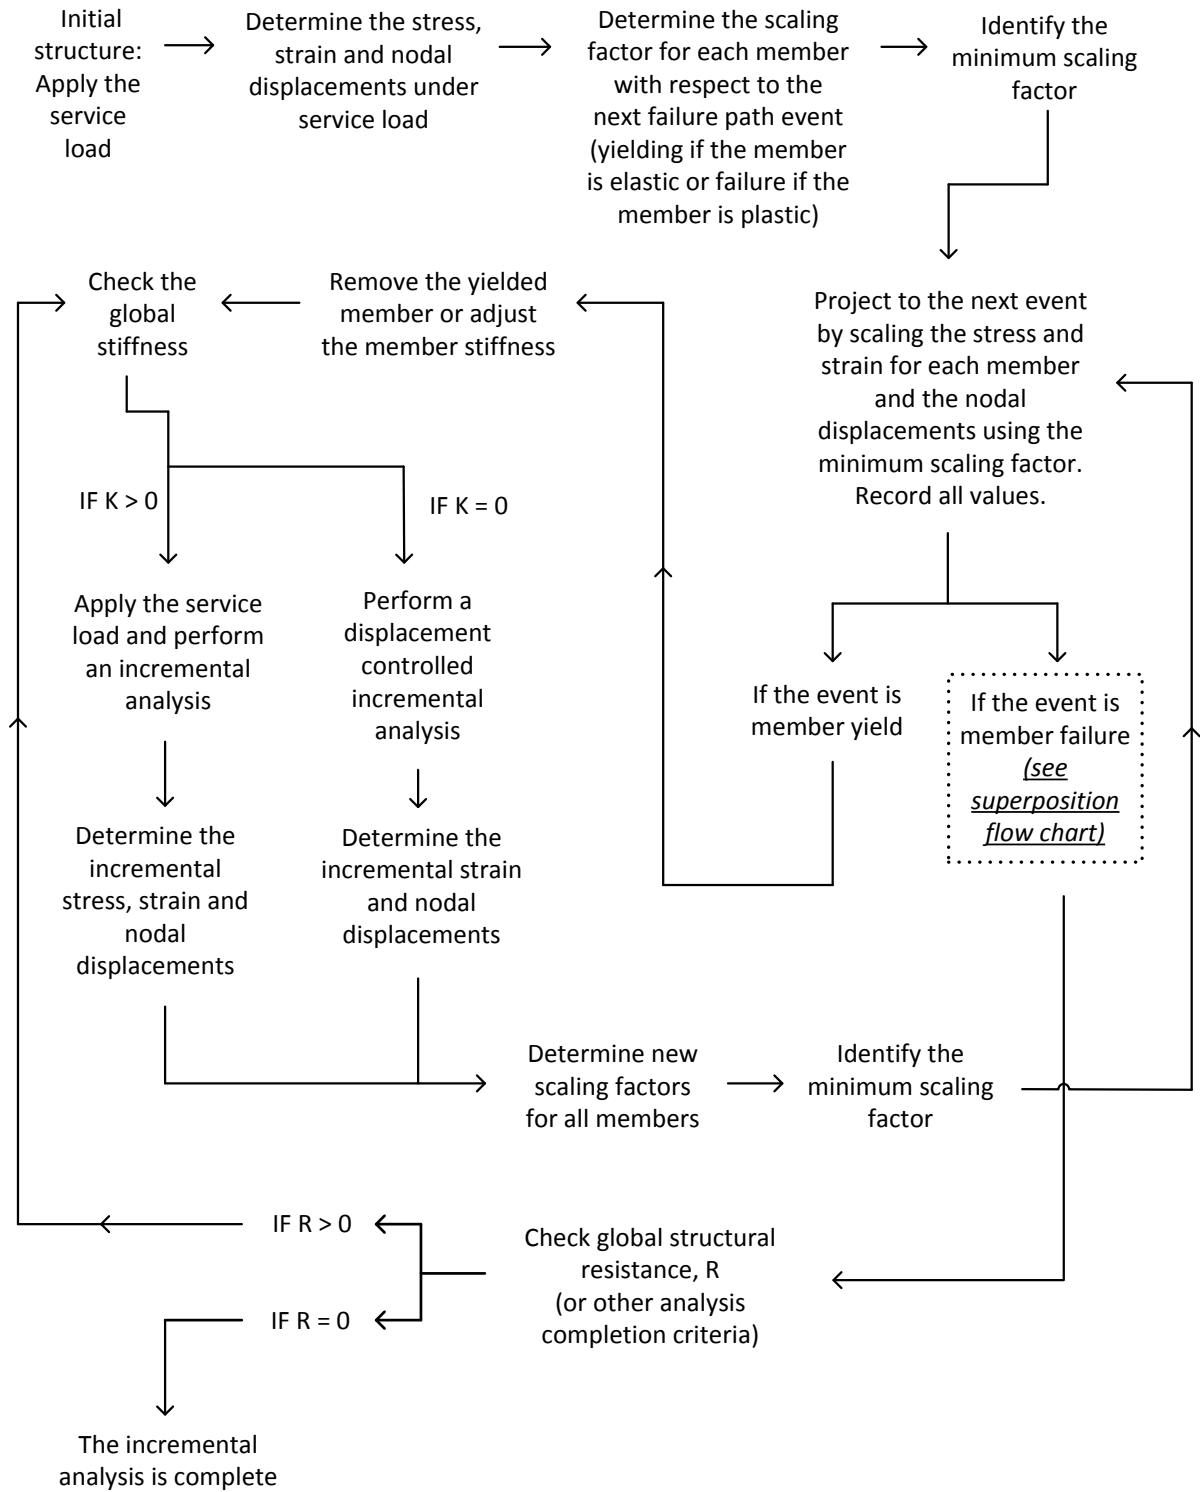 Initial
structure:
Apply the
service
load
Determine the stress,
strain and nodal
displacements under
service load
Determine the scaling
factor for each member
with respect to the
next failure path event
(yielding if the member
is elastic or failure if the
member is plastic)
Identify the
minimum scaling
factor
Check the
global
stiffness
Remove the yielded
member or adjust
the member stiffness
Project to the next event
by scaling the stress and
strain for each member
and the nodal
displacements using the
minimum scaling factor.
Record all values.
IF K > 0
IF K = 0
Apply the service
load and perform
an incremental
analysis
Perform a
displacement
controlled
incremental
analysis
If the event is
member yield
If the event is
member failure
(see
superposition
flow chart)
Determine the
incremental
stress, strain and
nodal
displacements
Determine the
incremental strain
and nodal
displacements
Determine new
scaling factors
for all members
Identify the
minimum scaling
factor
IF R > 0
IF R = 0
Check global structural
resistance, R
(or other analysis
completion criteria)
The incremental
analysis is complete